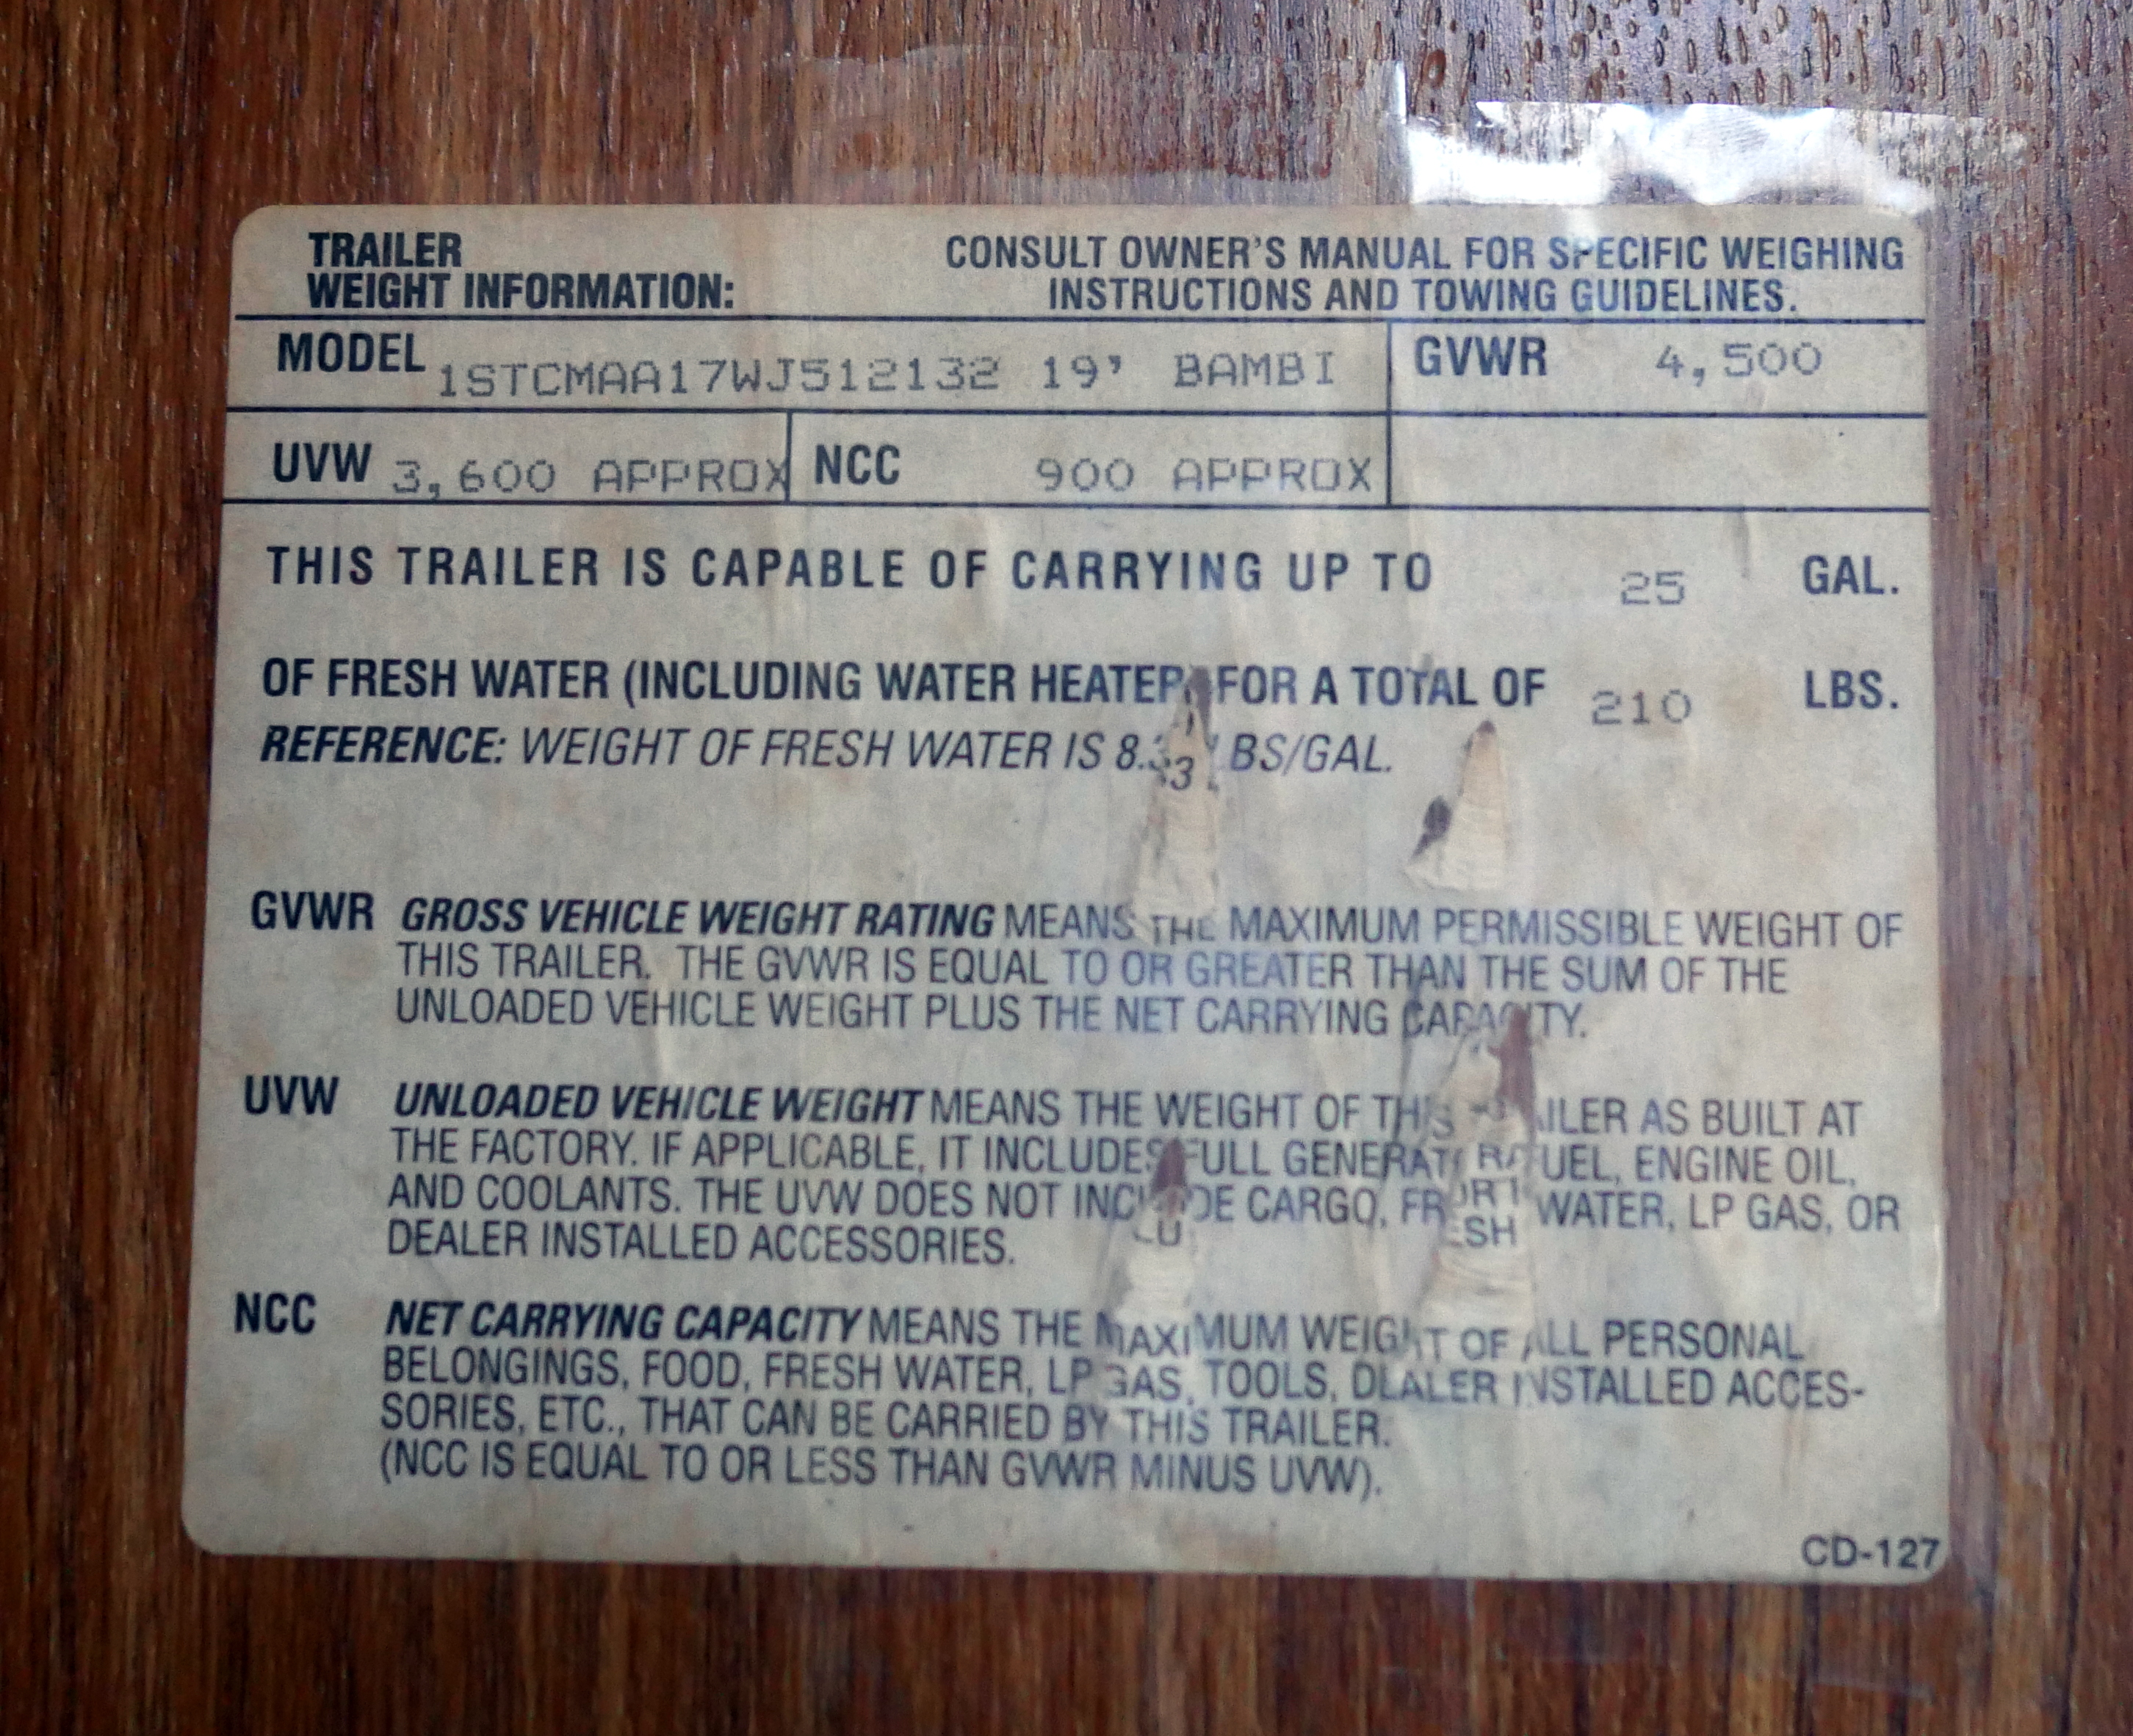 TRAILER
WEIGHT INFORMATION:
CONSULT OWNER'S MANUAL FOR SPECIFIC WEIGHING
INSTRUCTIONS AND TOWING GUIDELINES.
MODEL 1STCMAA17WJ512132 19' BAMBI
GVWR 4,500
UVW 3,600 APPROX
NCC 900 APPROX
THIS TRAILER IS CAPABLE OF CARRYING UP TO 25 GAL.
OF FRESH WATER (INCLUDING WATER HEATER) FOR A TOTAL OF 210 LBS.
REFERENCE: WEIGHT OF FRESH WATER IS 8.33 LBS/GAL.
GVWR GROSS VEHICLE WEIGHT RATING MEANS THE MAXIMUM PERMISSIBLE WEIGHT OF
THIS TRAILER. THE GVWR IS EQUAL TO OR GREATER THAN THE SUM OF THE
UNLOADED VEHICLE WEIGHT PLUS THE NET CARRYING CAPACITY.
UVW UNLOADED VEHICLE WEIGHT MEANS THE WEIGHT OF THIS TRAILER AS BUILT AT
THE FACTORY. IF APPLICABLE, IT INCLUDES FULL GENERATOR FUEL, ENGINE OIL,
AND COOLANTS. THE UVW DOES NOT INCLUDE CARGO, FRESH WATER, LP GAS, OR
DEALER INSTALLED ACCESSORIES.
NCC NET CARRYING CAPACITY MEANS THE MAXIMUM WEIGHT OF ALL PERSONAL
BELONGINGS, FOOD, FRESH WATER, LP GAS, TOOLS, DEALER INSTALLED ACCES-
SORIES, ETC., THAT CAN BE CARRIED BY THIS TRAILER.
(NCC IS EQUAL TO OR LESS THAN GVWR MINUS UVW).
CD-127